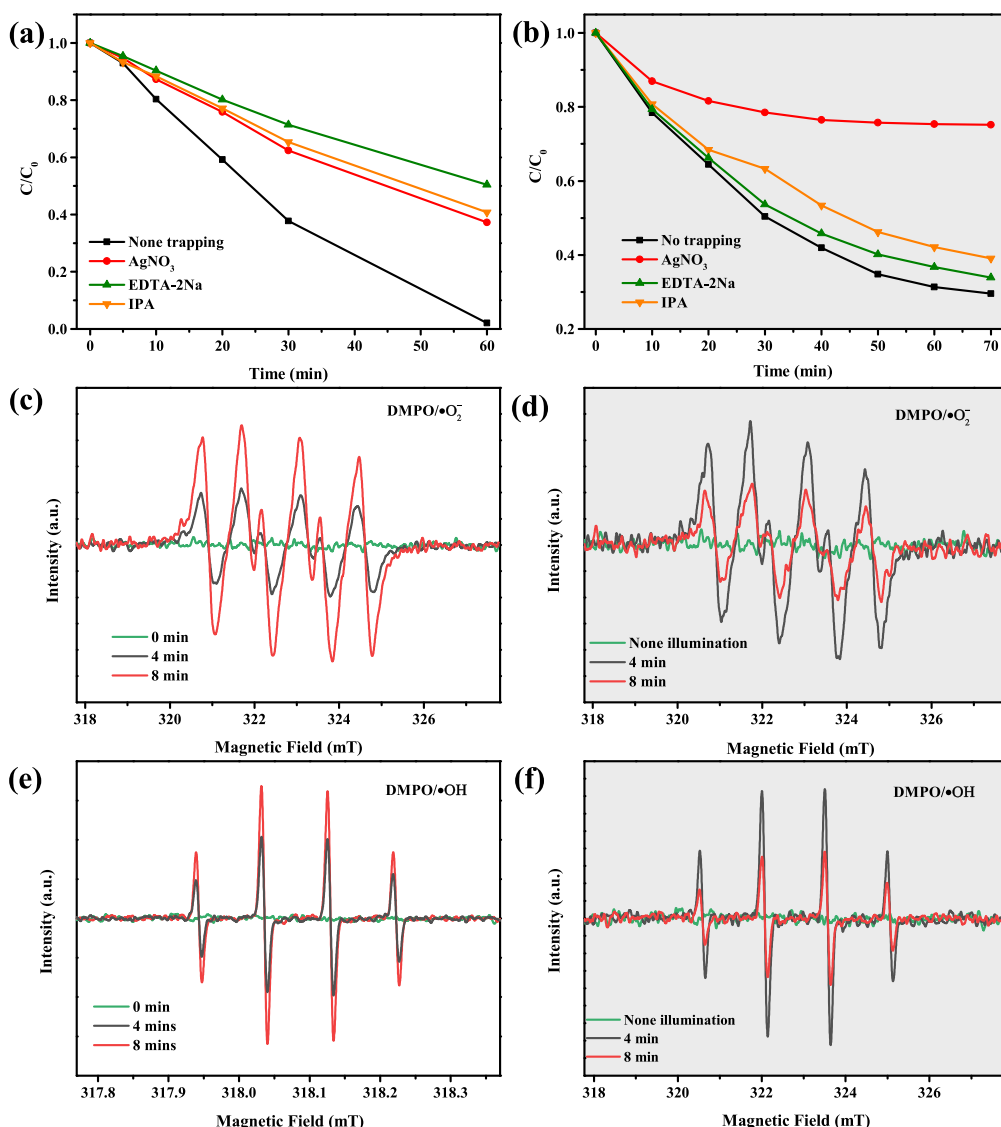 (a)
1.0
0.8
0.6
0.4
0.2
0.0
C/C₀
None trapping
AgNO₃
EDTA-2Na
IPA
0 10 20 30 40 50 60
Time (min)
(b)
1.0
0.8
0.6
0.4
0.2
C/C₀
No trapping
AgNO₃
EDTA-2Na
IPA
0 10 20 30 40 50 60 70
Time (min)
(c)
DMPO/•O₂⁻
Intensity (a.u.)
0 min
4 min
8 min
318 320 322 324 326
Magnetic Field (mT)
(d)
DMPO/•O₂⁻
Intensity (a.u.)
None illumination
4 min
8 min
318 320 322 324 326
Magnetic Field (mT)
(e)
DMPO/•OH
Intensity (a.u.)
0 min
4 mins
8 mins
317.8 317.9 318.0 318.1 318.2 318.3
Magnetic Field (mT)
(f)
DMPO/•OH
Intensity (a.u.)
None illumination
4 min
8 min
318 320 322 324 326
Magnetic Field (mT)